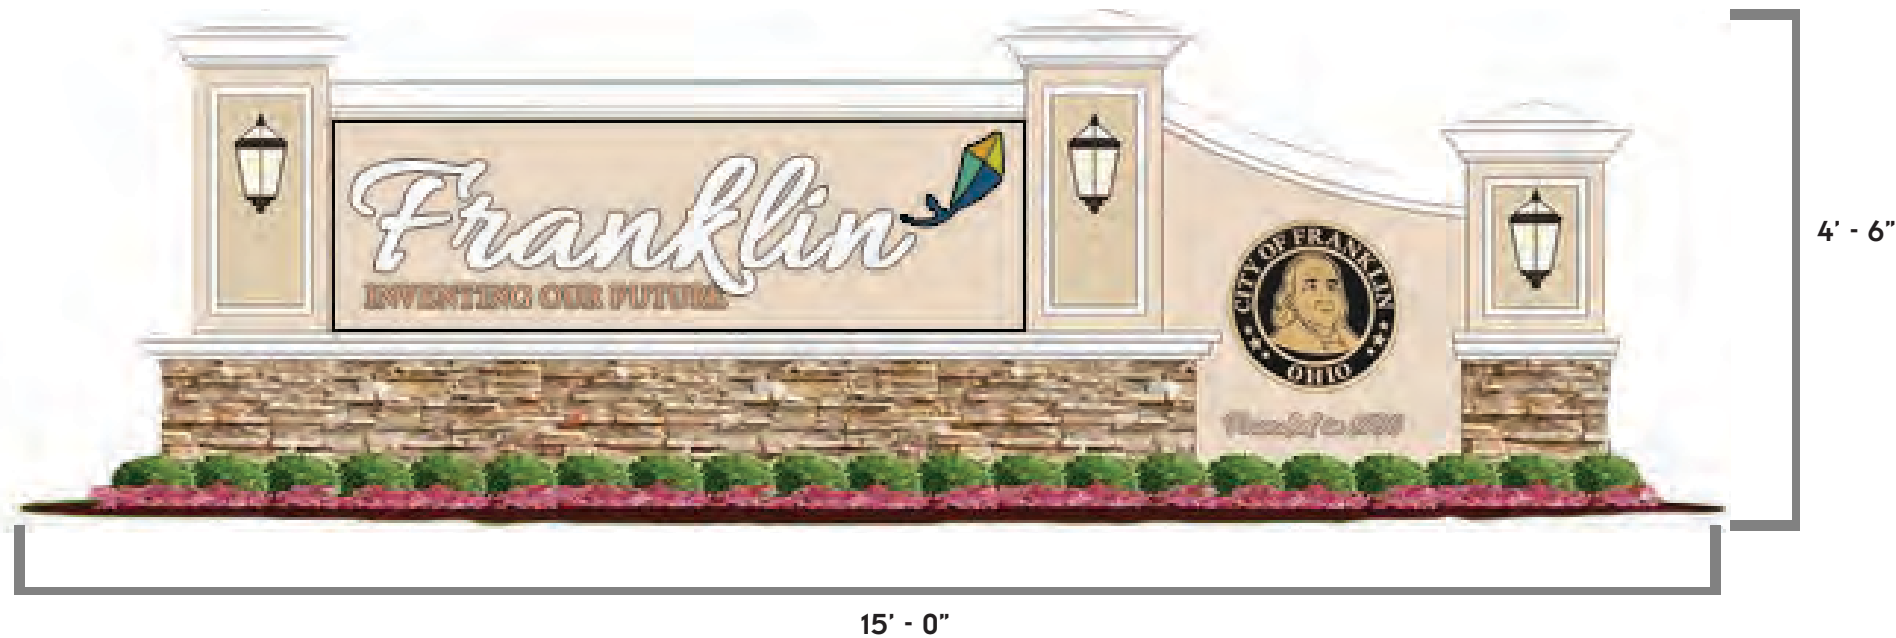 Franklin
INVENTING OUR FUTURE
CITY OF FRANKLIN
OHIO
4' - 6"
15' - 0"